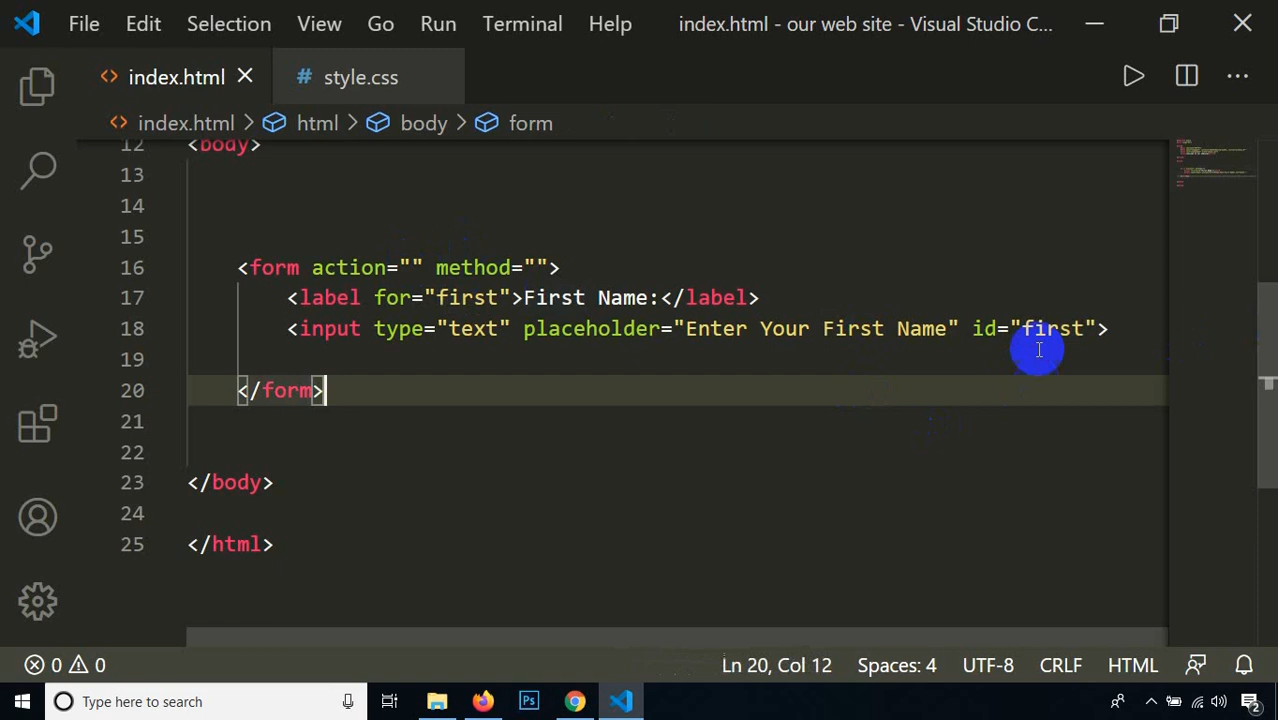 File Edit Selection View Go Run Terminal Help index.html - our web site - Visual Studio C...
index.html # style.css
index.html > html > body > form
12 <body>
13
14
15
16 <form action="" method="">
17 <label for="first">First Name:</label>
18 <input type="text" placeholder="Enter Your First Name" id="first">
19
20 </form>
21
22
23 </body>
24
25 </html>
0 0 Ln 20, Col 12 Spaces: 4 UTF-8 CRLF HTML
Type here to search Ps 2